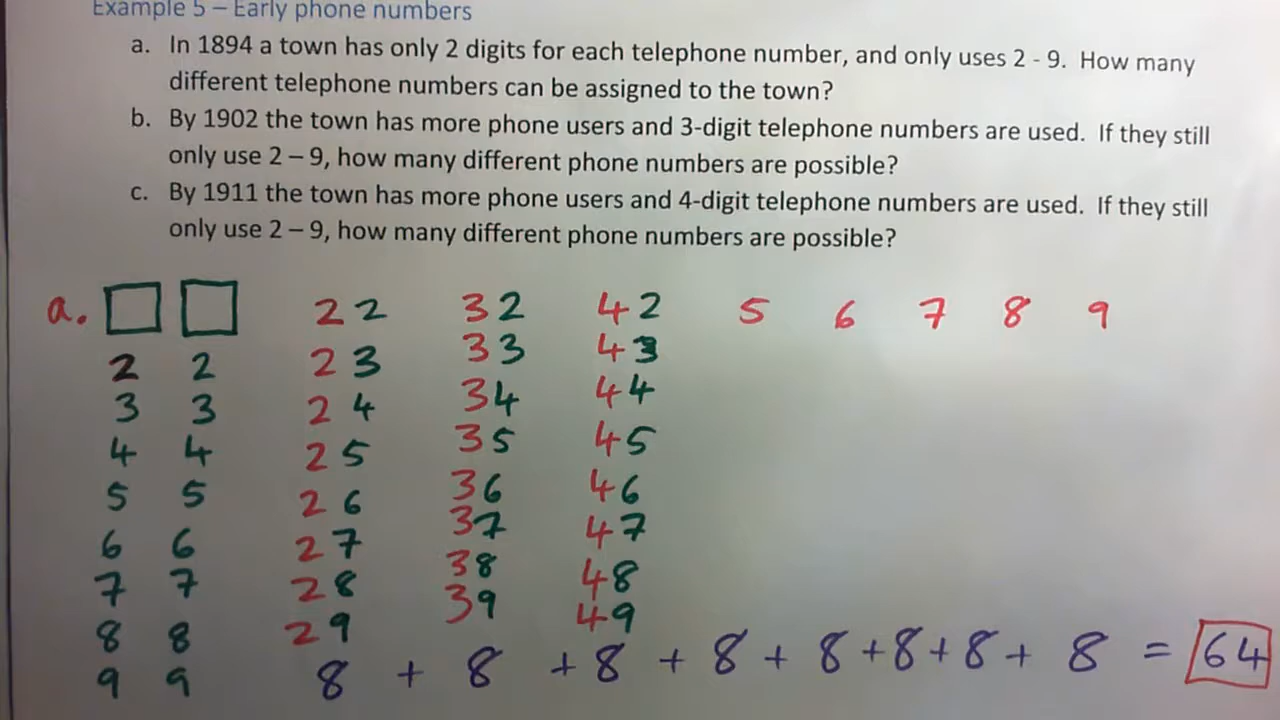 Example 5 – Early phone numbers
a. In 1894 a town has only 2 digits for each telephone number, and only uses 2 - 9. How many
different telephone numbers can be assigned to the town?
b. By 1902 the town has more phone users and 3-digit telephone numbers are used. If they still
only use 2 – 9, how many different phone numbers are possible?
c. By 1911 the town has more phone users and 4-digit telephone numbers are used. If they still
only use 2 – 9, how many different phone numbers are possible?
a. 22 32 42 5 6 7 8 9
2 2 23 33 43
3 3 24 34 44
4 4 25 35 45
5 5 26 36 46
6 6 27 37 47
7 7 28 38 48
8 8 29 39 49
9 9 8 + 8 + 8 + 8 + 8 + 8 + 8 + 8 = 64